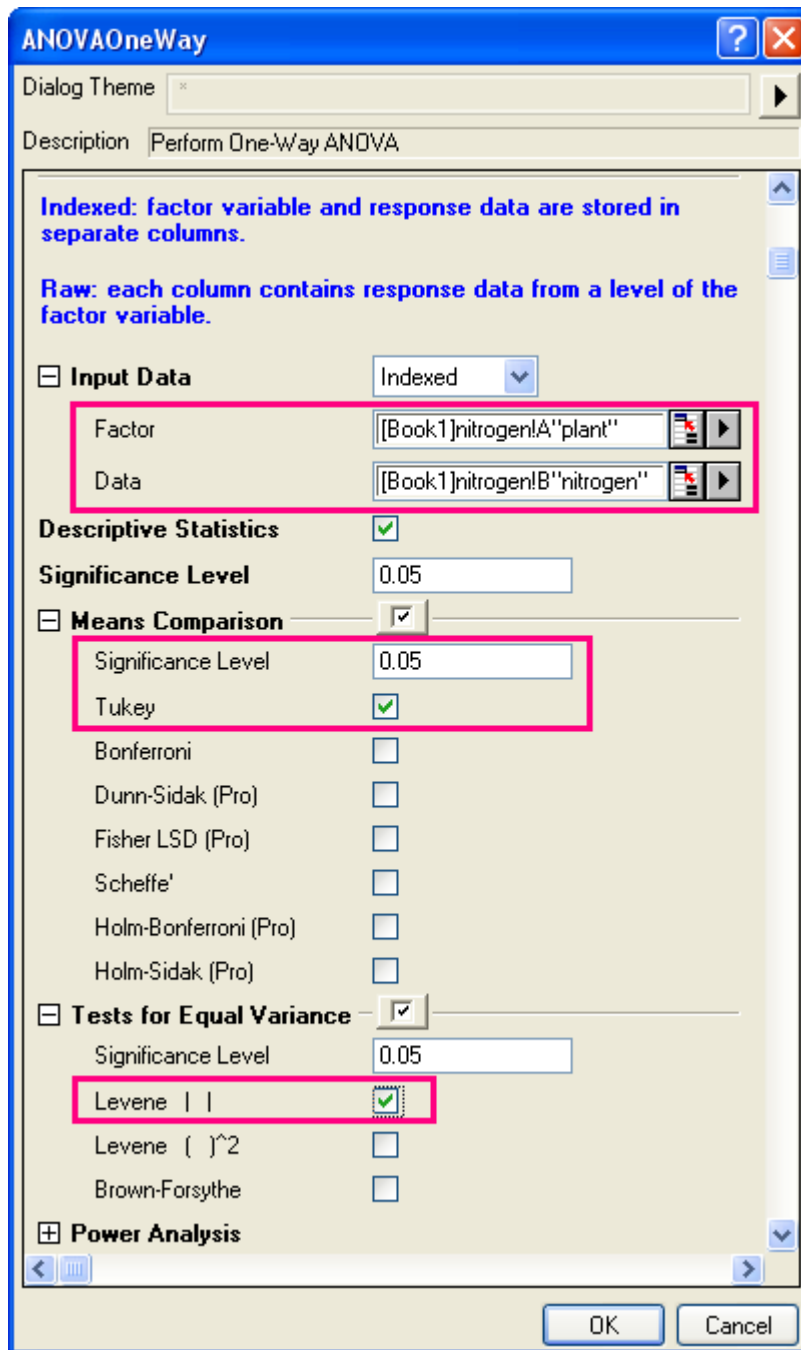 ANOVAOneWay
Dialog Theme *
Description Perform One-Way ANOVA
Indexed: factor variable and response data are stored in
separate columns.
Raw: each column contains response data from a level of the
factor variable.
Input Data Indexed
Factor [Book1]nitrogen!A"plant"
Data [Book1]nitrogen!B"nitrogen"
Descriptive Statistics
Significance Level 0.05
Means Comparison
Significance Level 0.05
Tukey
Bonferroni
Dunn-Sidak (Pro)
Fisher LSD (Pro)
Scheffe'
Holm-Bonferroni (Pro)
Holm-Sidak (Pro)
Tests for Equal Variance
Significance Level 0.05
Levene | |
Levene ( )^2
Brown-Forsythe
Power Analysis
OK Cancel